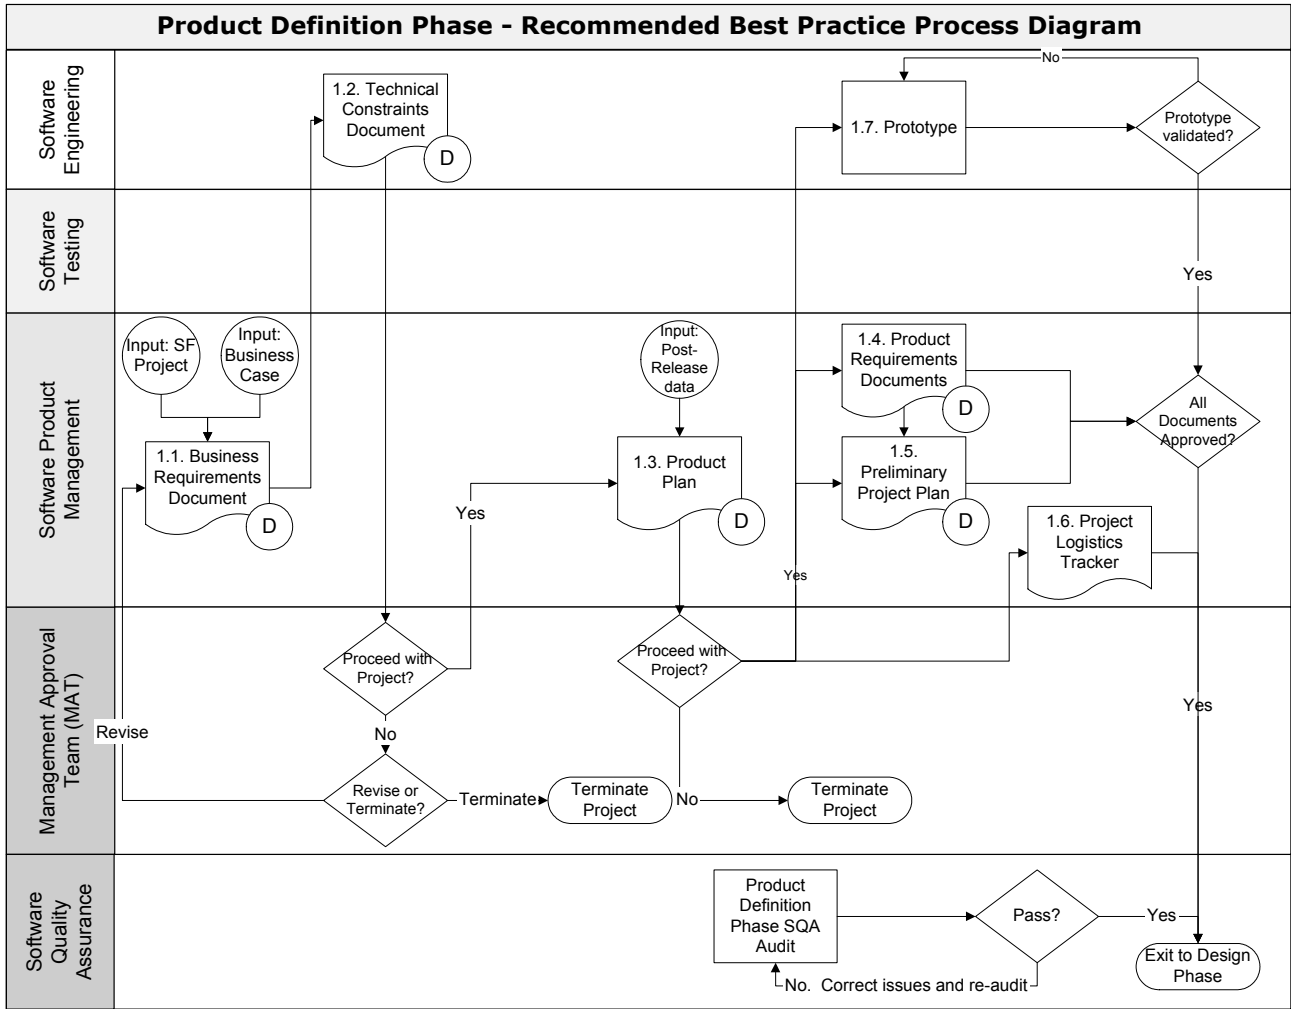 Product Definition Phase - Recommended Best Practice Process Diagram
Software
Engineering
1.2. Technical
Constraints
Document
D
No
1.7. Prototype
Prototype
validated?
Software
Testing
Yes
Software Product
Management
Input: SF
Project
Input:
Business
Case
1.1. Business
Requirements
Document
D
Yes
Input:
Post-
Release
data
1.3. Product
Plan
D
1.4. Product
Requirements
Documents
D
1.5.
Preliminary
Project Plan
D
All
Documents
Approved?
1.6. Project
Logistics
Tracker
Yes
Management Approval
Team (MAT)
Revise
Proceed with
Project?
No
Revise or
Terminate?
Terminate
Terminate
Project
Proceed with
Project?
No
Terminate
Project
Yes
Software
Quality
Assurance
Product
Definition
Phase SQA
Audit
Pass?
Yes
No.  Correct issues and re-audit
Exit to Design
Phase